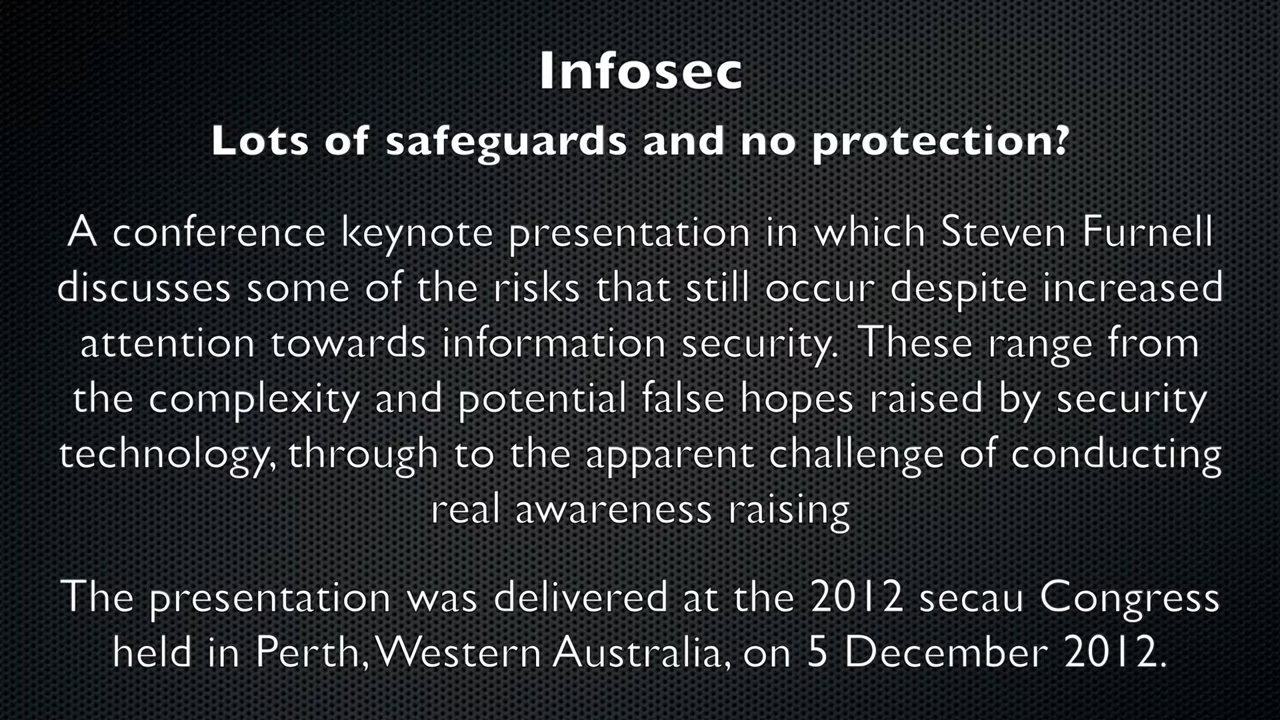 Infosec
Lots of safeguards and no protection?
A conference keynote presentation in which Steven Furnell
discusses some of the risks that still occur despite increased
attention towards information security. These range from
the complexity and potential false hopes raised by security
technology, through to the apparent challenge of conducting
real awareness raising
The presentation was delivered at the 2012 secau Congress
held in Perth, Western Australia, on 5 December 2012.